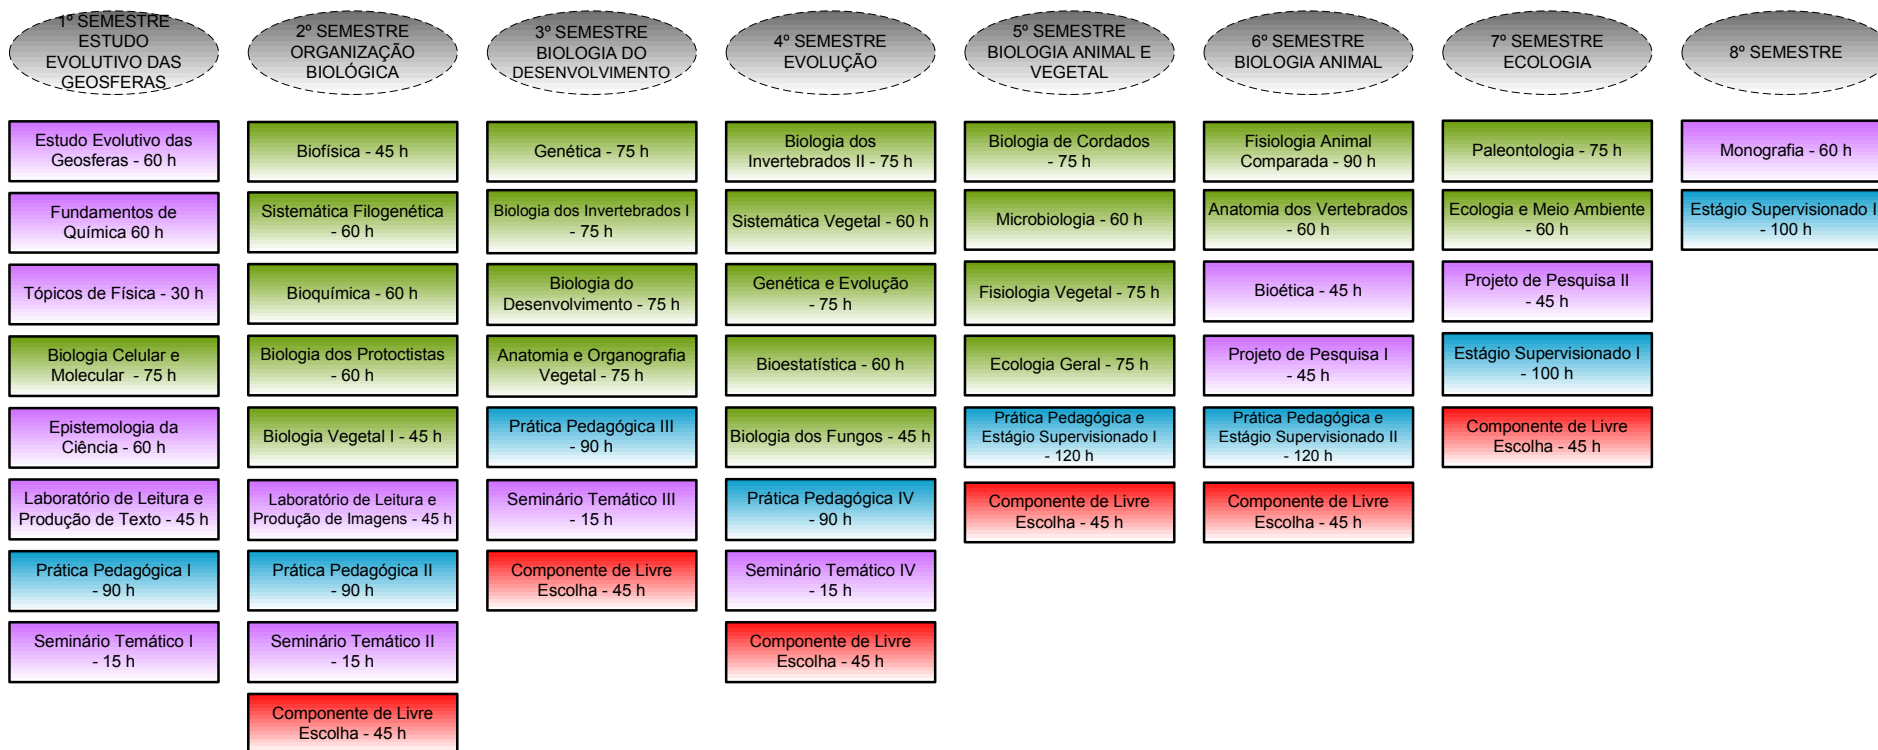 1º SEMESTRE
ESTUDO
EVOLUTIVO DAS
GEOSFERAS
2º SEMESTRE
ORGANIZAÇÃO
BIOLÓGICA
3º SEMESTRE
BIOLOGIA DO
DESENVOLVIMENTO
4º SEMESTRE
EVOLUÇÃO
5º SEMESTRE
BIOLOGIA ANIMAL E
VEGETAL
6º SEMESTRE
BIOLOGIA ANIMAL
7º SEMESTRE
ECOLOGIA
8º SEMESTRE
Estudo Evolutivo das
Geosferas - 60 h
Fundamentos de
Química 60 h
Tópicos de Física - 30 h
Biologia Celular e
Molecular - 75 h
Epistemologia da
Ciência - 60 h
Laboratório de Leitura e
Produção de Texto - 45 h
Prática Pedagógica I
- 90 h
Seminário Temático I
- 15 h
Biofísica - 45 h
Sistemática Filogenética
- 60 h
Bioquímica - 60 h
Biologia dos Protoctistas
- 60 h
Biologia Vegetal I - 45 h
Laboratório de Leitura e
Produção de Imagens - 45 h
Prática Pedagógica II
- 90 h
Seminário Temático II
- 15 h
Componente de Livre
Escolha - 45 h
Genética - 75 h
Biologia dos Invertebrados I
- 75 h
Biologia do
Desenvolvimento - 75 h
Anatomia e Organografia
Vegetal - 75 h
Prática Pedagógica III
- 90 h
Seminário Temático III
- 15 h
Componente de Livre
Escolha - 45 h
Biologia dos
Invertebrados II - 75 h
Sistemática Vegetal - 60 h
Genética e Evolução
- 75 h
Bioestatística - 60 h
Biologia dos Fungos - 45 h
Prática Pedagógica IV
- 90 h
Seminário Temático IV
- 15 h
Componente de Livre
Escolha - 45 h
Biologia de Cordados
- 75 h
Microbiologia - 60 h
Fisiologia Vegetal - 75 h
Ecologia Geral - 75 h
Prática Pedagógica e
Estágio Supervisionado I
- 120 h
Componente de Livre
Escolha - 45 h
Fisiologia Animal
Comparada - 90 h
Anatomia dos Vertebrados
- 60 h
Bioética - 45 h
Projeto de Pesquisa I
- 45 h
Prática Pedagógica e
Estágio Supervisionado II
- 120 h
Componente de Livre
Escolha - 45 h
Paleontologia - 75 h
Ecologia e Meio Ambiente
- 60 h
Projeto de Pesquisa II
- 45 h
Estágio Supervisionado I
- 100 h
Componente de Livre
Escolha - 45 h
Monografia - 60 h
Estágio Supervisionado
- 100 h